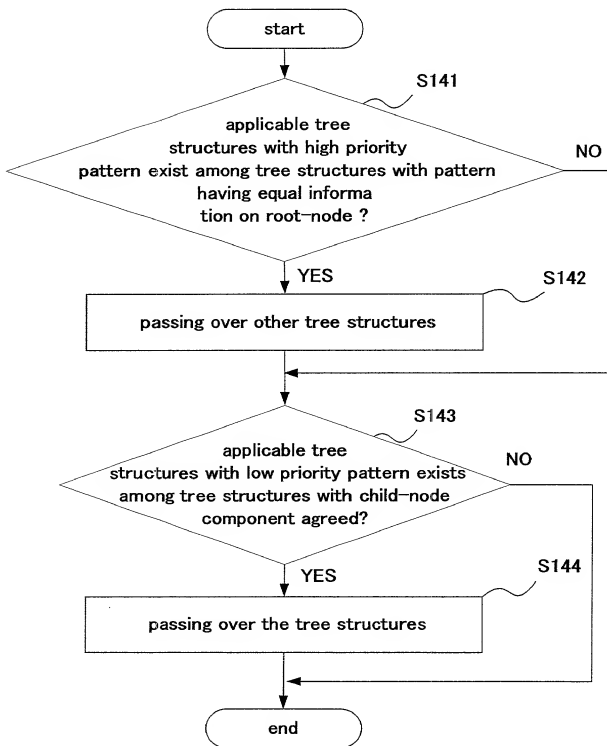 start
S141
applicable tree
structures with high priority
pattern exist among tree structures with pattern
having equal informa
tion on root-node ?
NO
YES
S142
passing over other tree structures
S143
applicable tree
structures with low priority pattern exists
among tree structures with child-node
component agreed?
NO
YES
S144
passing over the tree structures
end